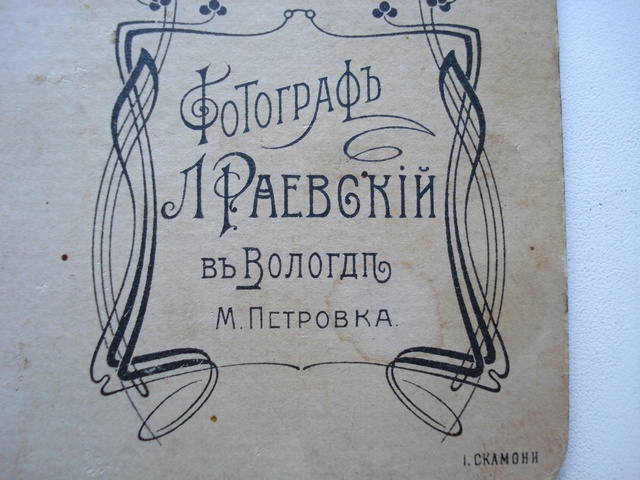 Фотографъ
Л Раевскій
въ Вологдѣ
М. Петровка.
І. Скамони